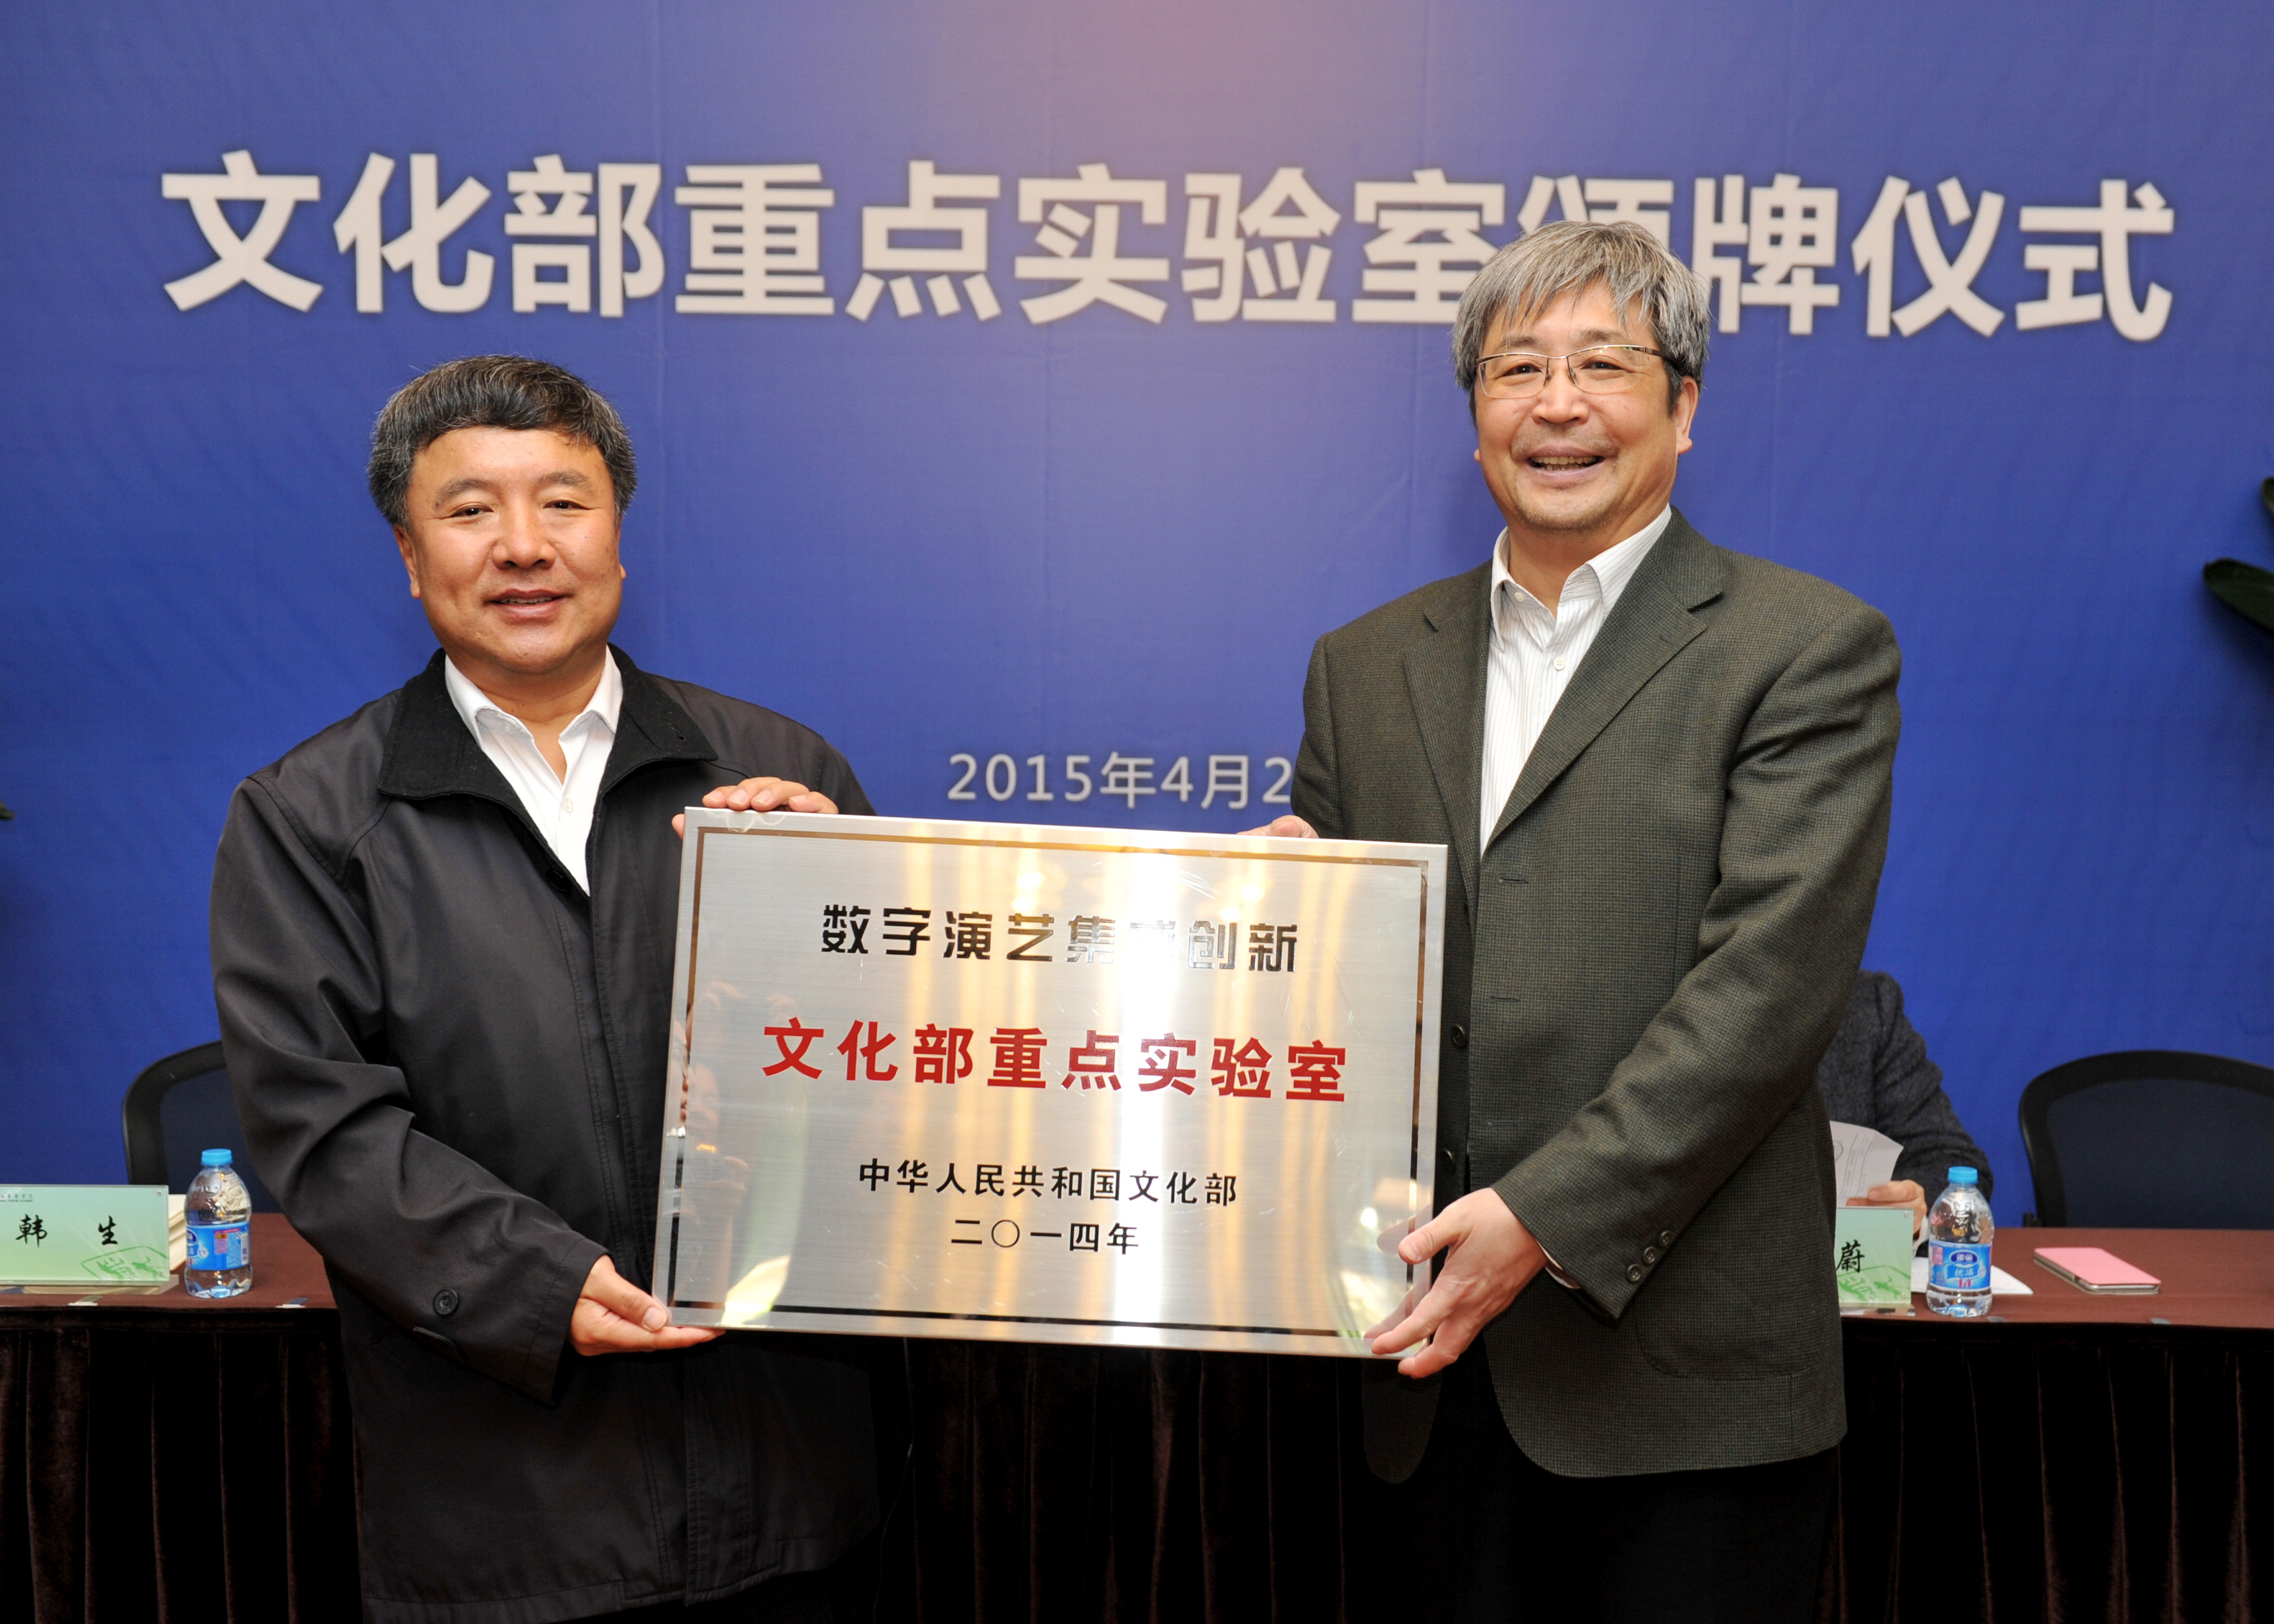 文化部重点实验室颁牌仪式
2015年4月2
数字演艺集成创新
文化部重点实验室
中华人民共和国文化部
二〇一四年
韩 生
蔚